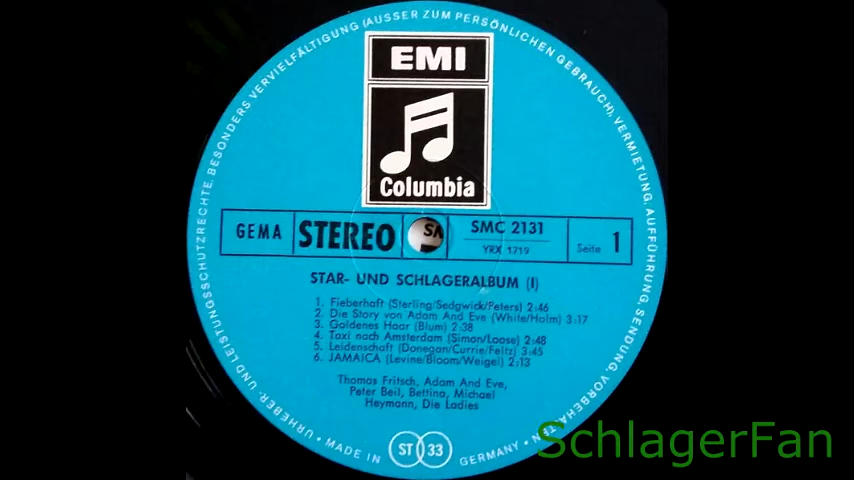 URHEBER- UND LEISTUNGSSCHUTZRECHTE, BESONDERS VERVIELFÄLTIGUNG (AUSSER ZUM PERSÖNLICHEN GEBRAUCH), VERMIETUNG, AUFFÜHRUNG, SENDUNG, VORBEHALTEN
EMI
Columbia
GEMA
STEREO
SMC 2131
YRX 1719
Seite 1
STAR- UND SCHLAGERALBUM (I)
1. Fieberhaft (Sterling/Sedgwick/Peters) 2:46
2. Die Story von Adam And Eve (White/Holm) 3:17
3. Goldenes Haar (Blum) 2:38
4. Taxi nach Amsterdam (Simon/Loose) 2:48
5. Leidenschaft (Donegan/Currie/Feltz) 3:45
6. JAMAICA (Levine/Bloom/Weigel) 2:13
Thomas Fritsch, Adam And Eve,
Peter Beil, Bettina, Michael
Heymann, Die Ladies
MADE IN ST 33 GERMANY
SchlagerFan